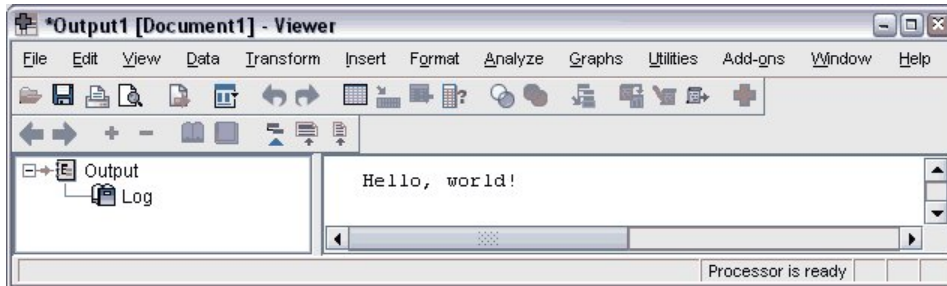 *Output1 [Document1] - Viewer
File Edit View Data Transform Insert Format Analyze Graphs Utilities Add-ons Window Help
Output
Log
Hello, world!
Processor is ready